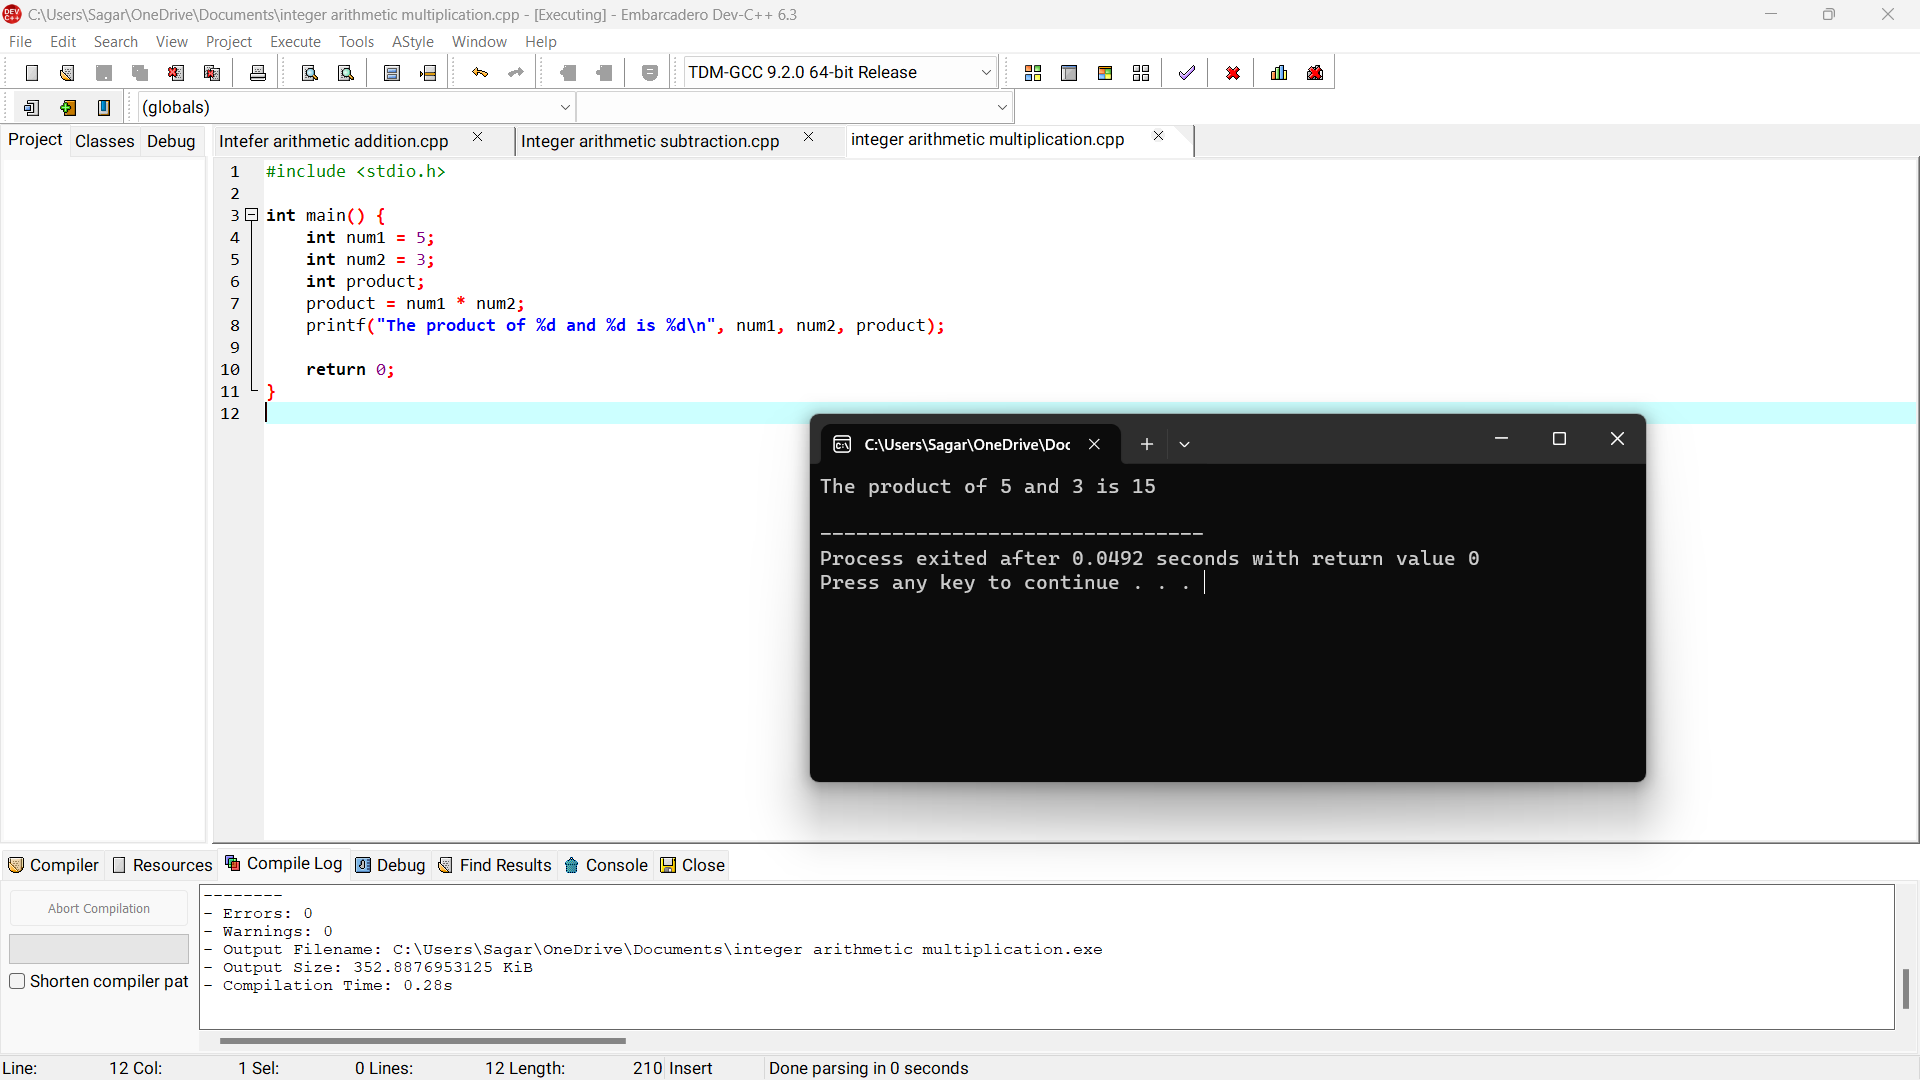 C:\Users\Sagar\OneDrive\Documents\integer arithmetic multiplication.cpp - [Executing] - Embarcadero Dev-C++ 6.3
File Edit Search View Project Execute Tools AStyle Window Help
TDM-GCC 9.2.0 64-bit Release
(globals)
Project Classes Debug Intefer arithmetic addition.cpp Integer arithmetic subtraction.cpp integer arithmetic multiplication.cpp
1 #include <stdio.h>
2
3 int main() {
4 int num1 = 5;
5 int num2 = 3;
6 int product;
7 product = num1 * num2;
8 printf("The product of %d and %d is %d\n", num1, num2, product);
9
10 return 0;
11 }
12
C:\Users\Sagar\OneDrive\Doc
The product of 5 and 3 is 15
--------------------------------
Process exited after 0.0492 seconds with return value 0
Press any key to continue . . .
Compiler Resources Compile Log Debug Find Results Console Close
Abort Compilation
Shorten compiler pat
--------
- Errors: 0
- Warnings: 0
- Output Filename: C:\Users\Sagar\OneDrive\Documents\integer arithmetic multiplication.exe
- Output Size: 352.8876953125 KiB
- Compilation Time: 0.28s
Line: 12 Col: 1 Sel: 0 Lines: 12 Length: 210 Insert Done parsing in 0 seconds